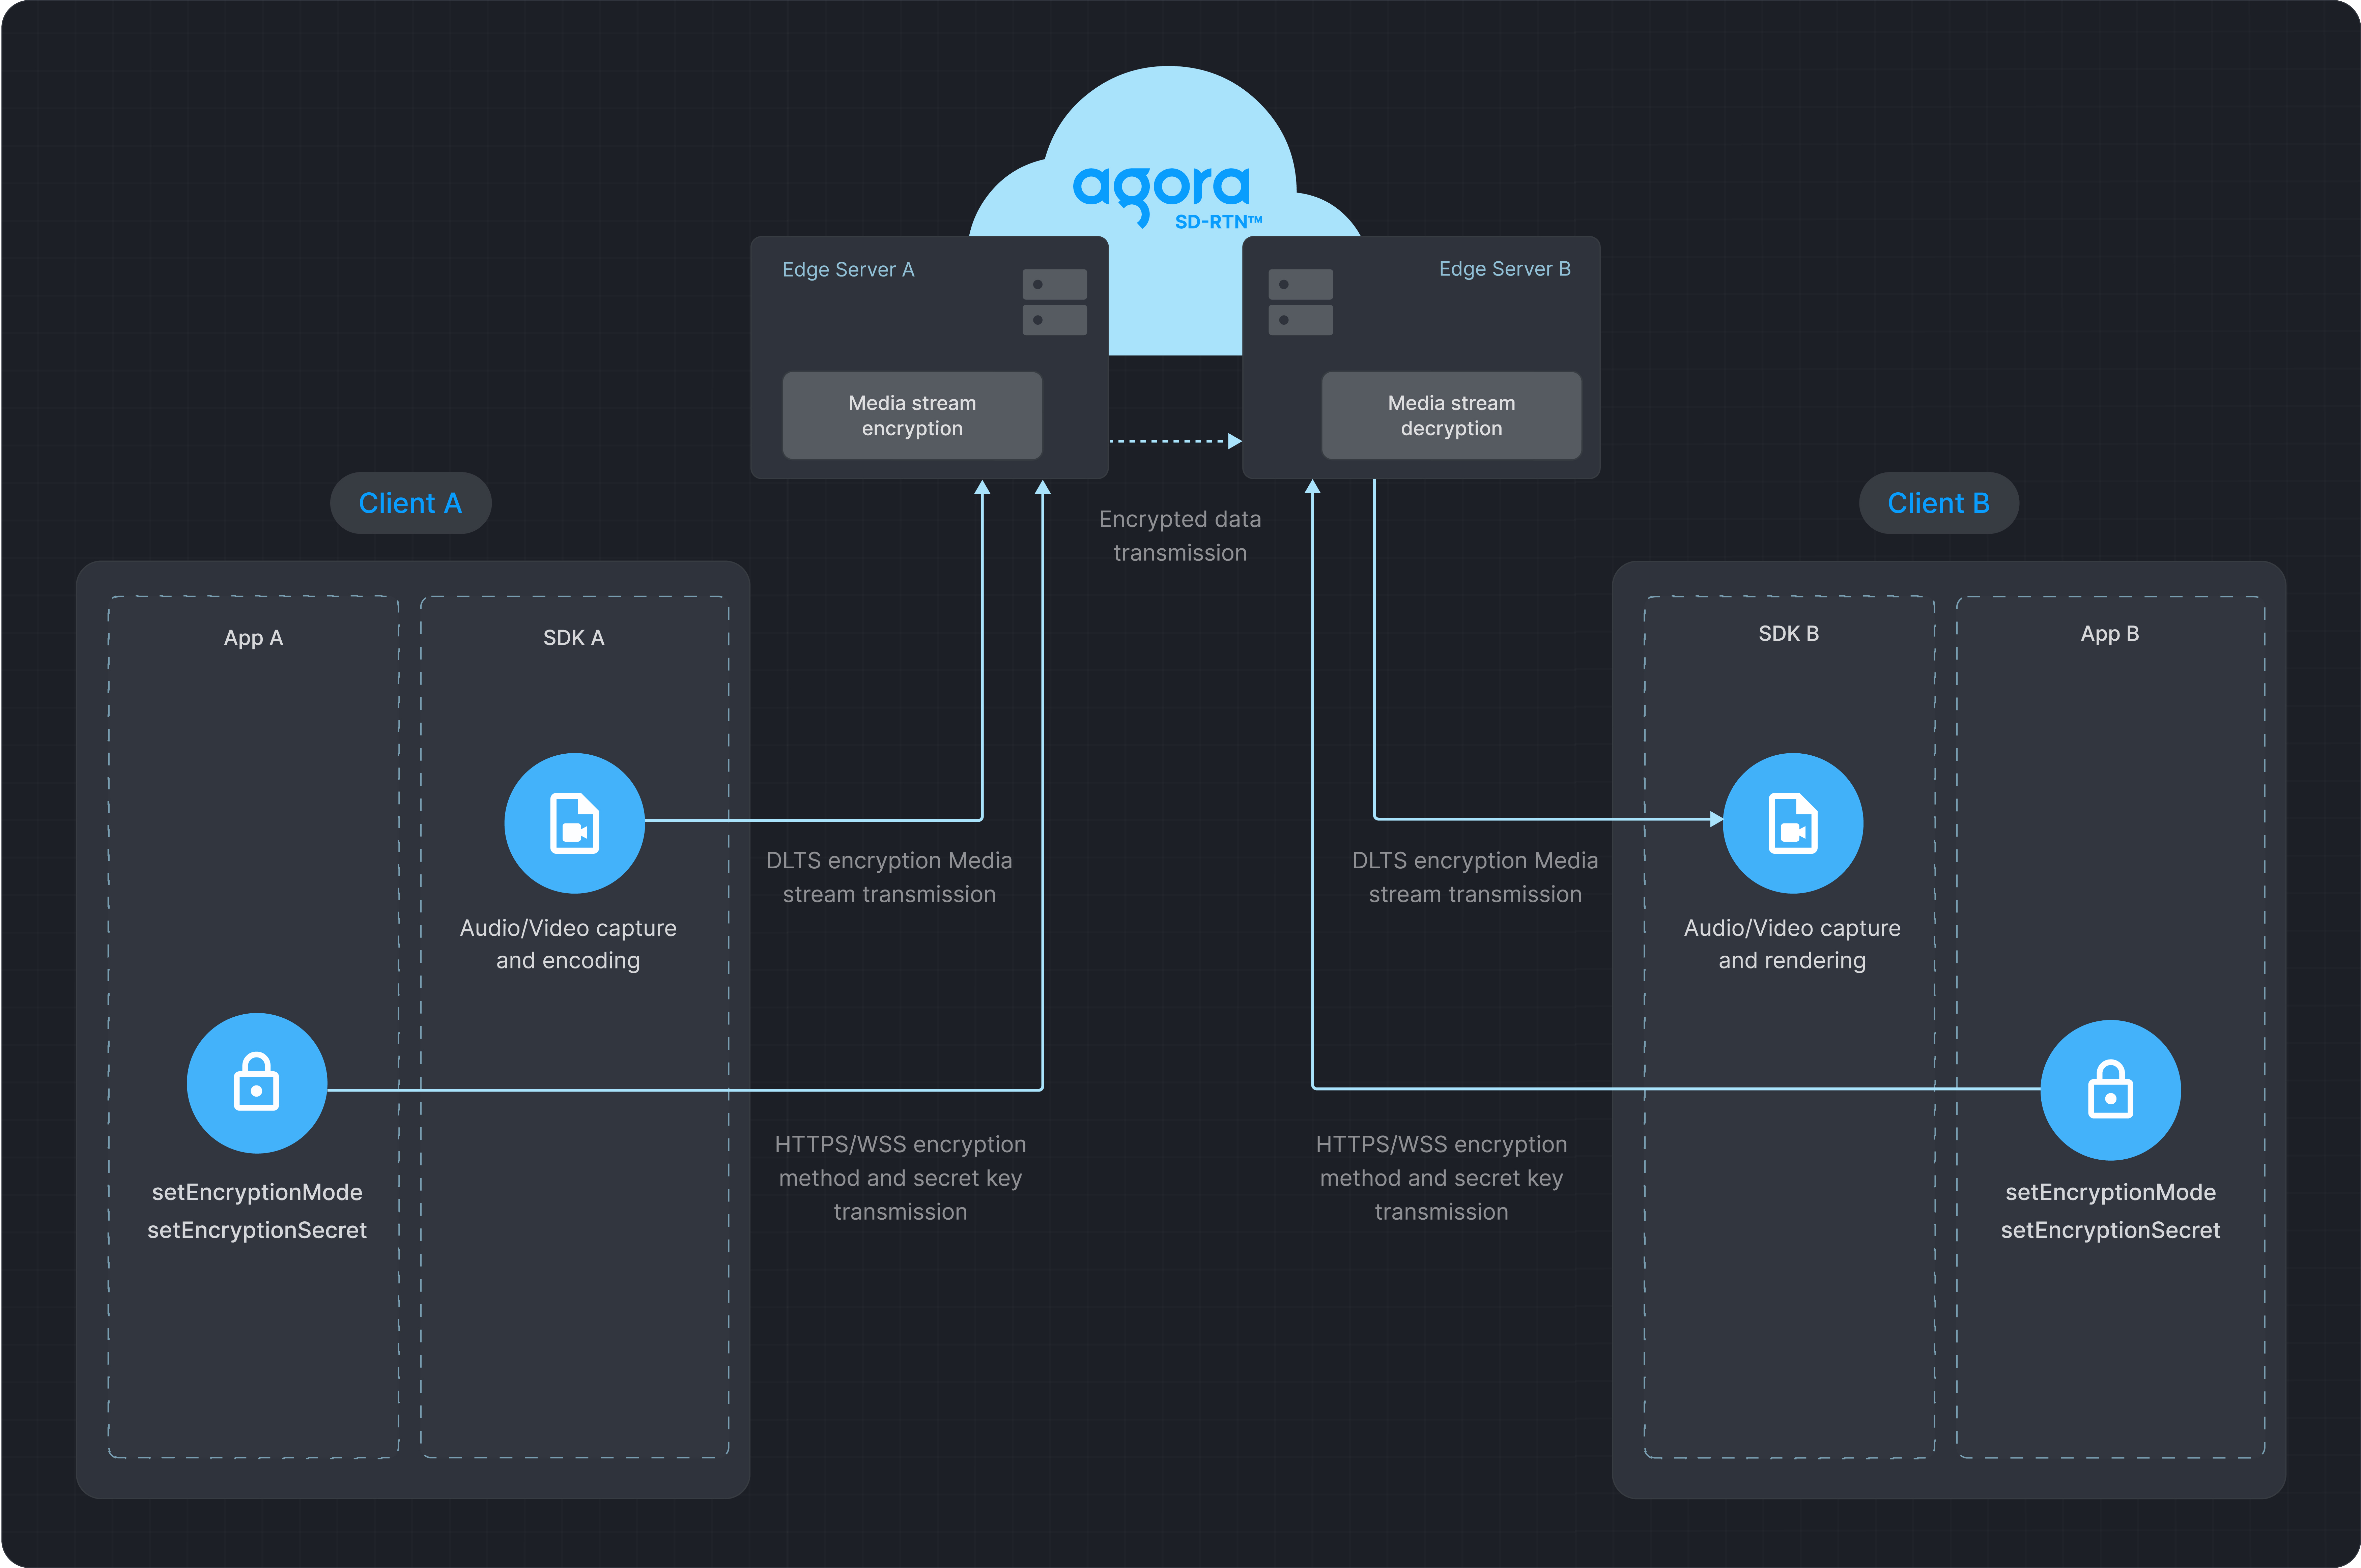 agora
SD-RTN™
Edge Server A
Edge Server B
Media stream
encryption
Media stream
decryption
Encrypted data
transmission
Client A
Client B
App A
SDK A
SDK B
App B
DLTS encryption Media
stream transmission
DLTS encryption Media
stream transmission
Audio/Video capture
and encoding
Audio/Video capture
and rendering
HTTPS/WSS encryption
method and secret key
transmission
HTTPS/WSS encryption
method and secret key
transmission
setEncryptionMode
setEncryptionSecret
setEncryptionMode
setEncryptionSecret